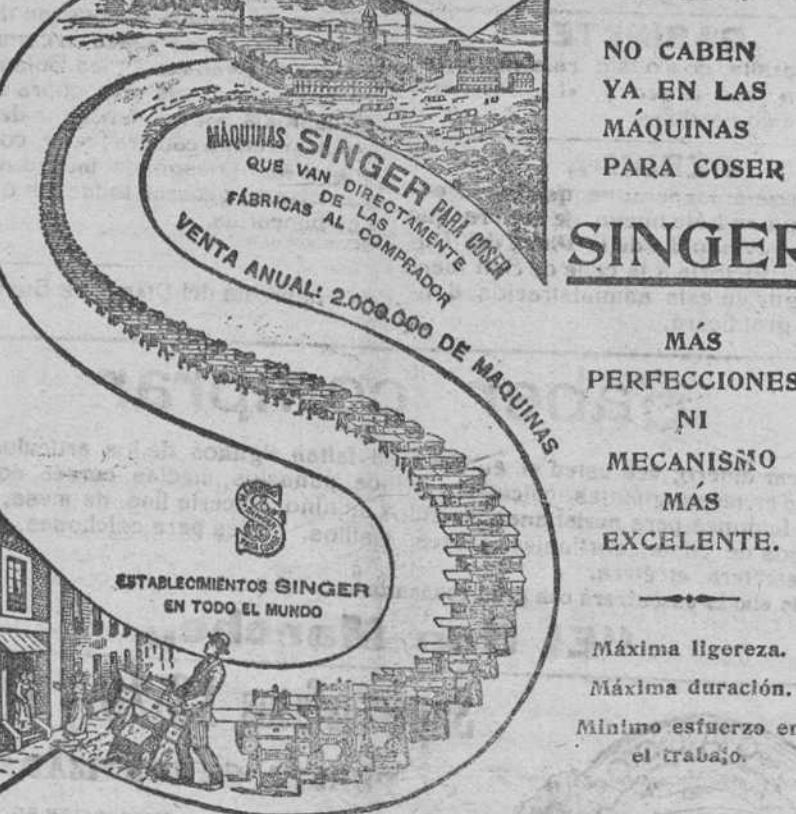 MÁQUINAS SINGER PARA COSER
QUE VAN DIRECTAMENTE
DE LAS
FÁBRICAS AL COMPRADOR
VENTA ANUAL: 2.000.000 DE MAQUINAS
S
ESTABLECIMIENTOS SINGER
EN TODO EL MUNDO
NO CABEN
YA EN LAS
MÁQUINAS
PARA COSER
SINGER
MÁS
PERFECCIONES
NI
MECANISMO
MAS
EXCELENTE.
Máxima ligereza.
Máxima duración.
Mínimo esfuerzo en
el trabajo.